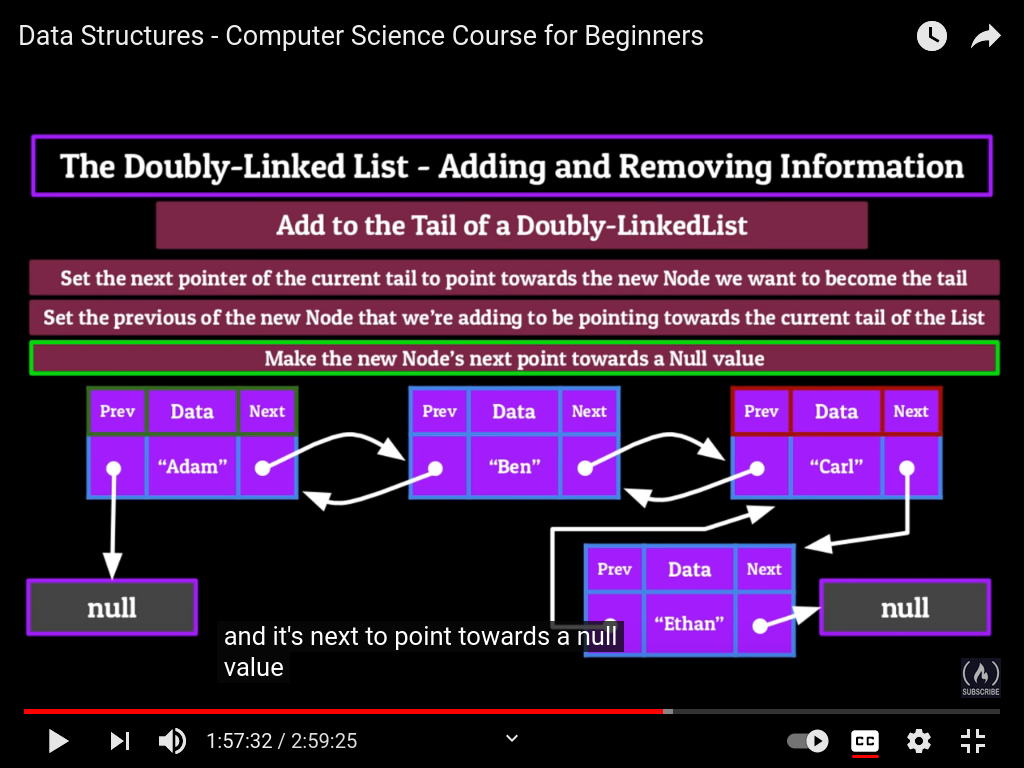 Data Structures - Computer Science Course for Beginners
The Doubly-Linked List - Adding and Removing Information
Add to the Tail of a Doubly-LinkedList
Set the next pointer of the current tail to point towards the new Node we want to become the tail
Set the previous of the new Node that we're adding to be pointing towards the current tail of the List
Make the new Node's next point towards a Null value
Prev Data Next Prev Data Next Prev Data Next
“Adam” “Ben” “Carl”
Prev Data Next
null “Ethan” null
and it's next to point towards a null
value
SUBSCRIBE
1:57:32 / 2:59:25 CC